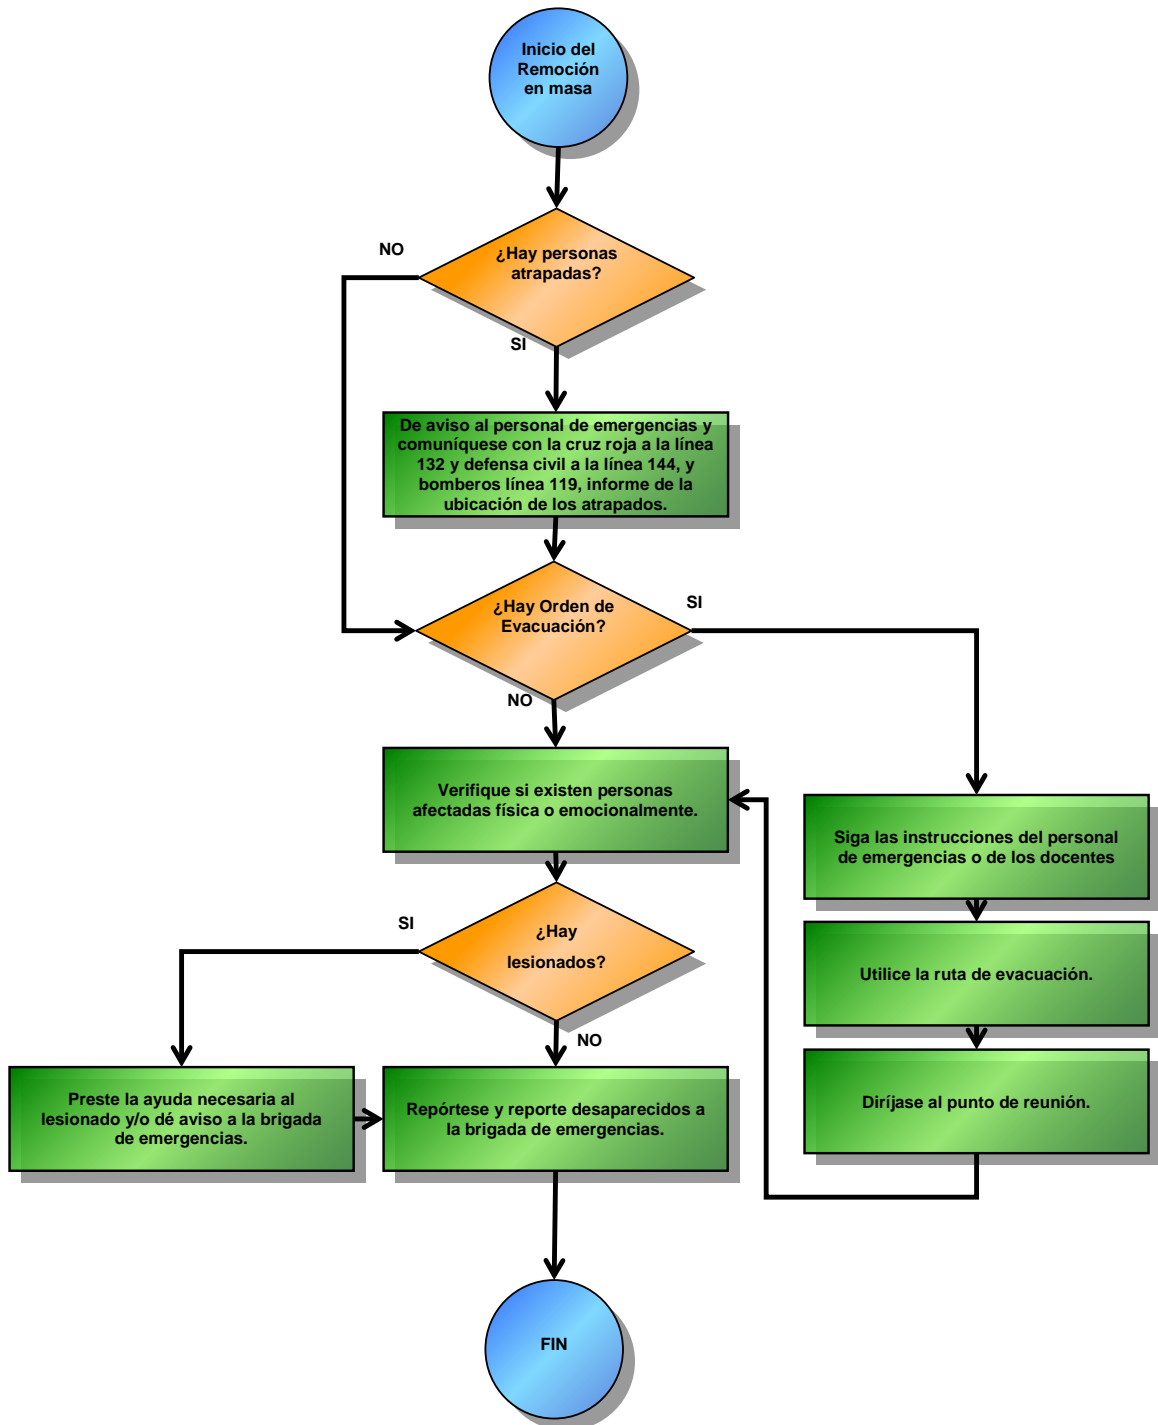 Inicio del
Remoción
en masa
NO
¿Hay personas
atrapadas?
SI
De aviso al personal de emergencias y
comuníquese con la cruz roja a la línea
132 y defensa civil a la línea 144, y
bomberos línea 119, informe de la
ubicación de los atrapados.
¿Hay Orden de
Evacuación?
SI
NO
Verifique si existen personas
afectadas física o emocionalmente.
Siga las instrucciones del personal
de emergencias o de los docentes
SI
¿Hay
lesionados?
Utilice la ruta de evacuación.
NO
Preste la ayuda necesaria al
lesionado y/o dé aviso a la brigada
de emergencias.
Repórtese y reporte desaparecidos a
la brigada de emergencias.
Diríjase al punto de reunión.
FIN